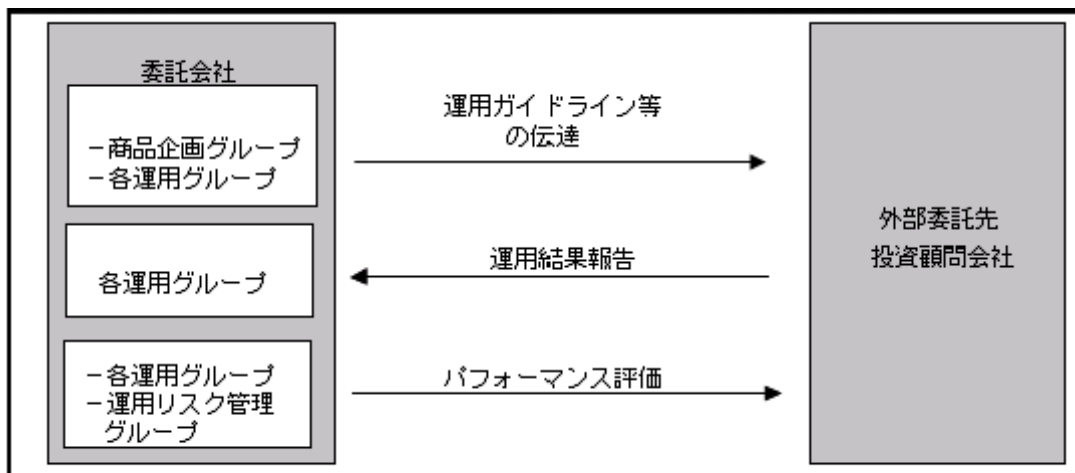 委託会社
－商品企画グループ
－各運用グループ
運用ガイドライン等
の伝達
各運用グループ
運用結果報告
－各運用グループ
－運用リスク管理
グループ
パフォーマンス評価
外部委託先
投資顧問会社